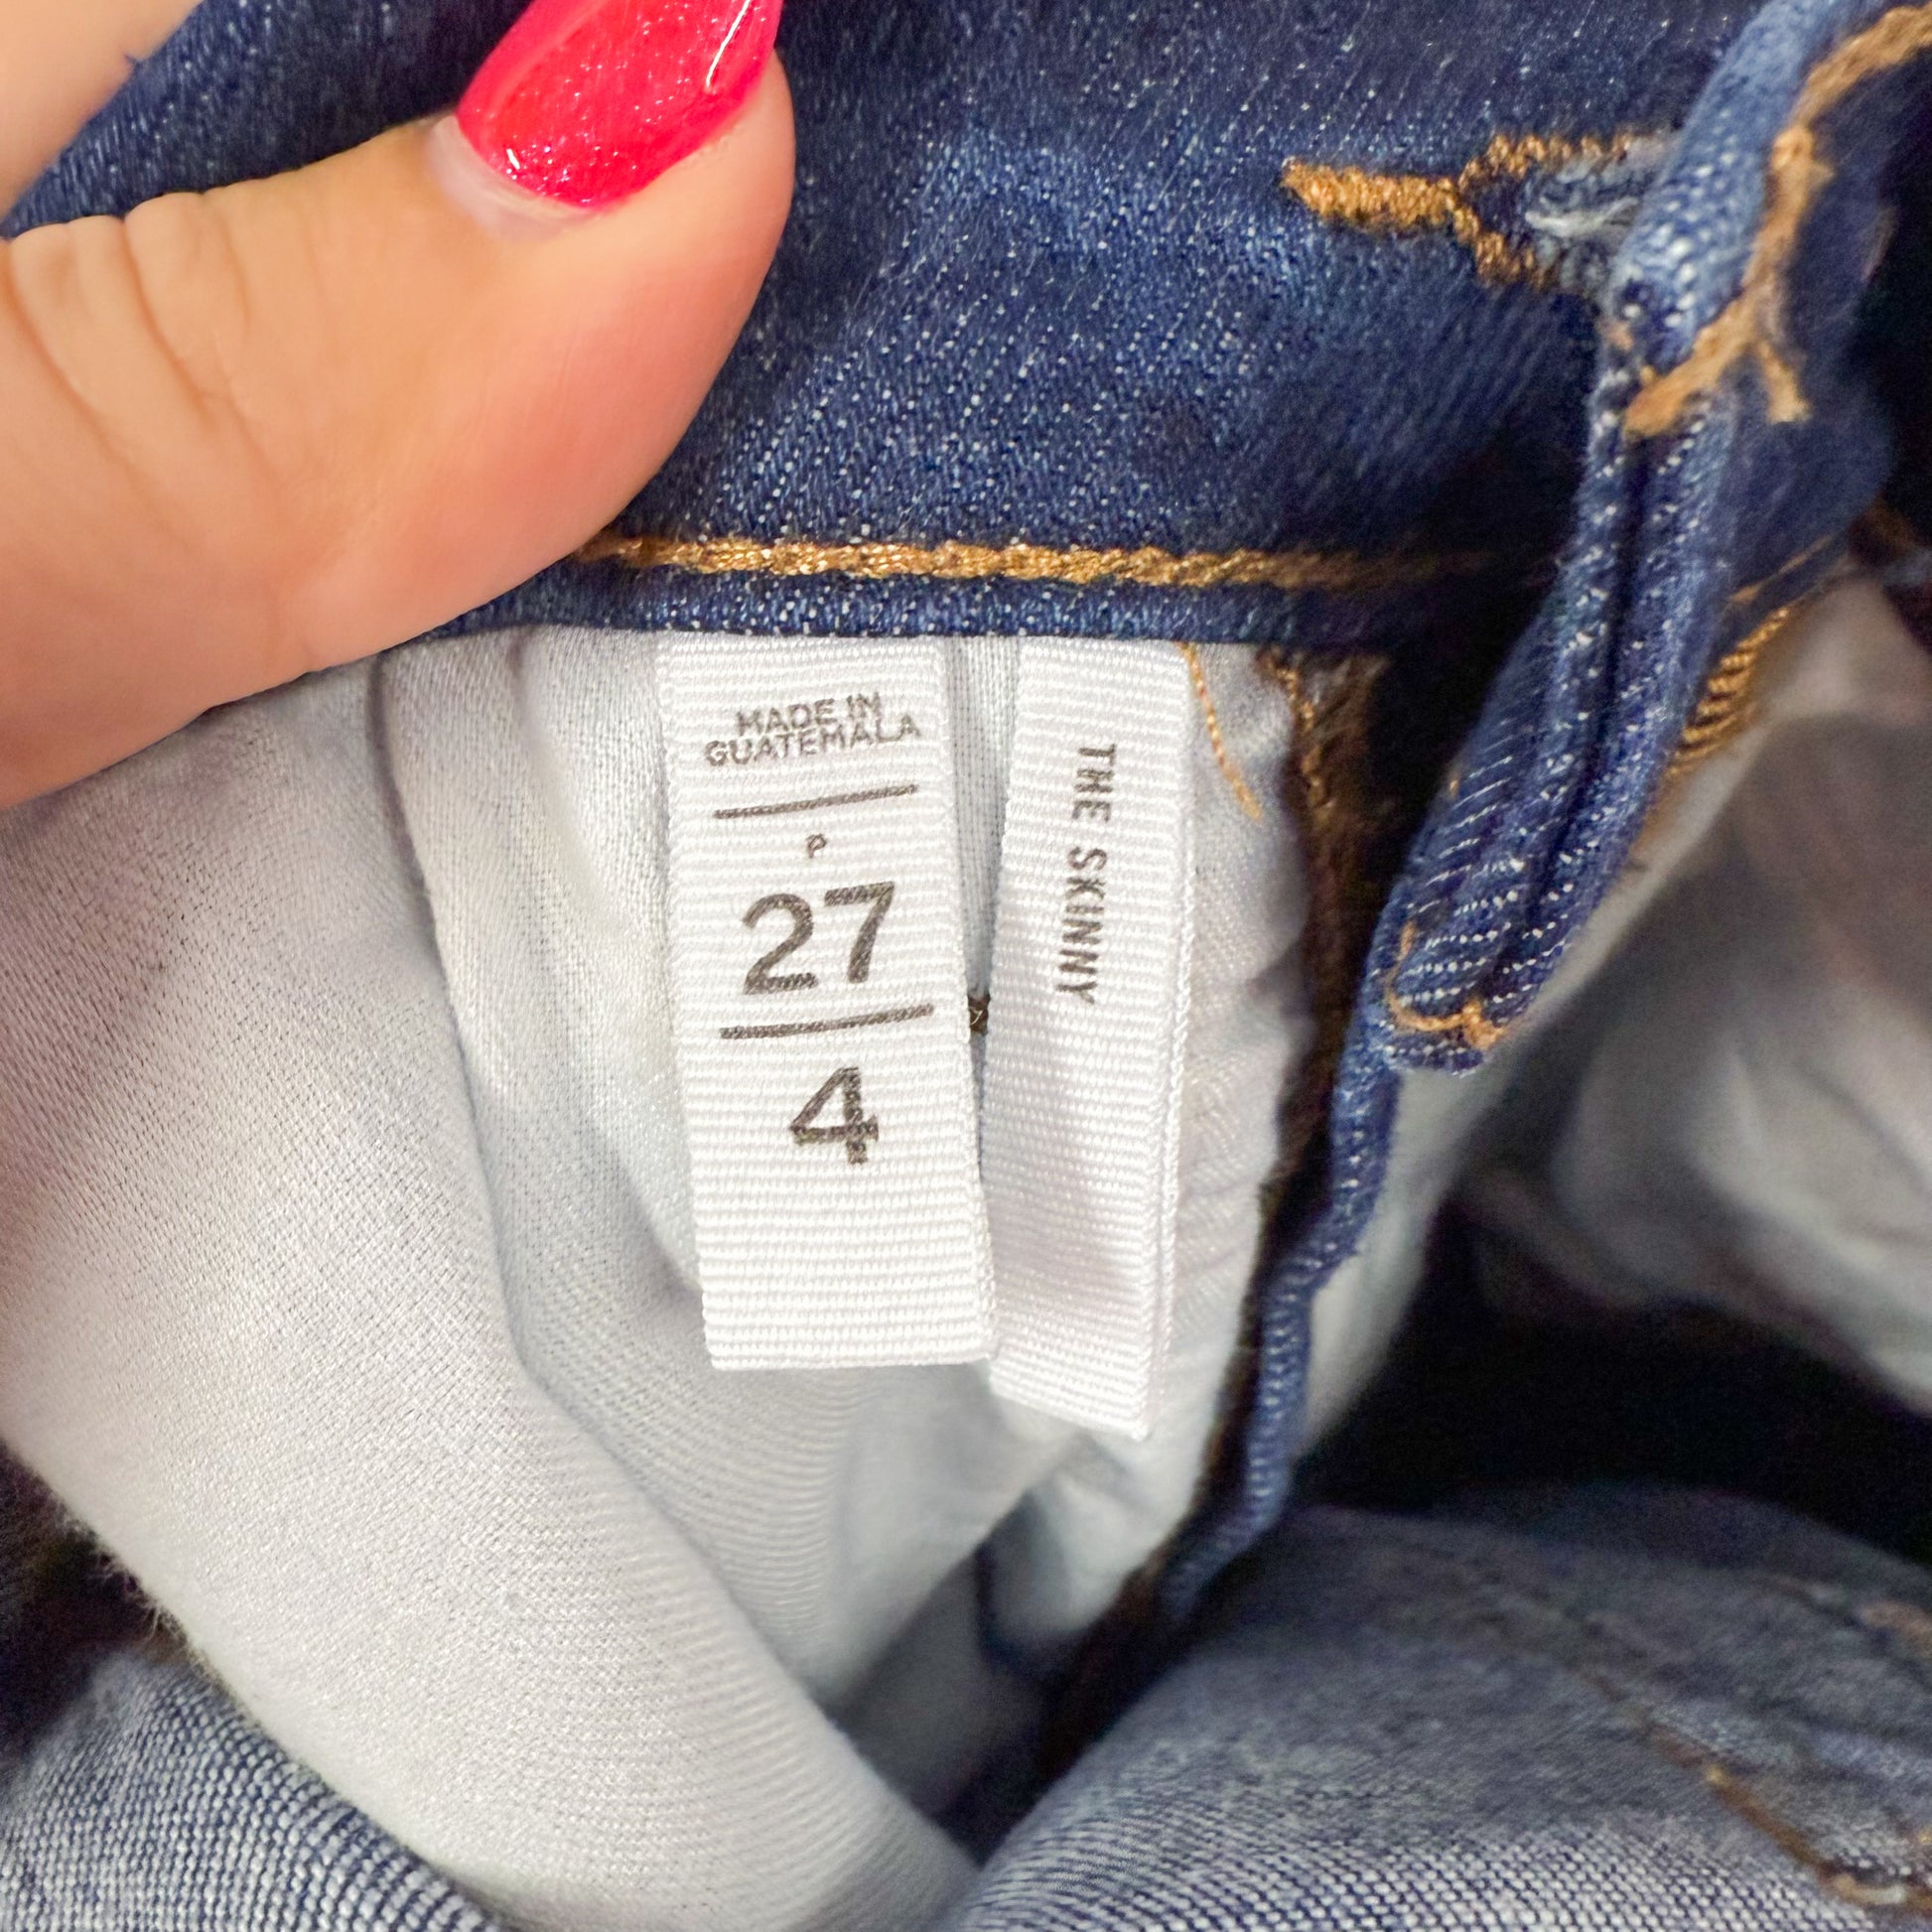 MADE IN
GUATEMALA
P
27
4
THE SKINNY